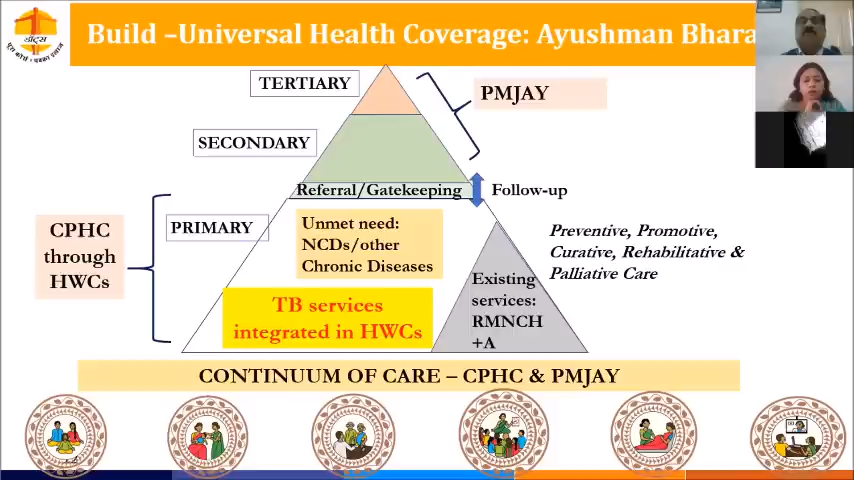 Build –Universal Health Coverage: Ayushman Bhara
डॉट्स
TERTIARY
PMJAY
SECONDARY
Referral/Gatekeeping
Follow-up
CPHC
through
HWCs
PRIMARY
Unmet need:
NCDs/other
Chronic Diseases
Preventive, Promotive,
Curative, Rehabilitative &
Palliative Care
Existing
services:
RMNCH
+A
TB services
integrated in HWCs
CONTINUUM OF CARE – CPHC & PMJAY